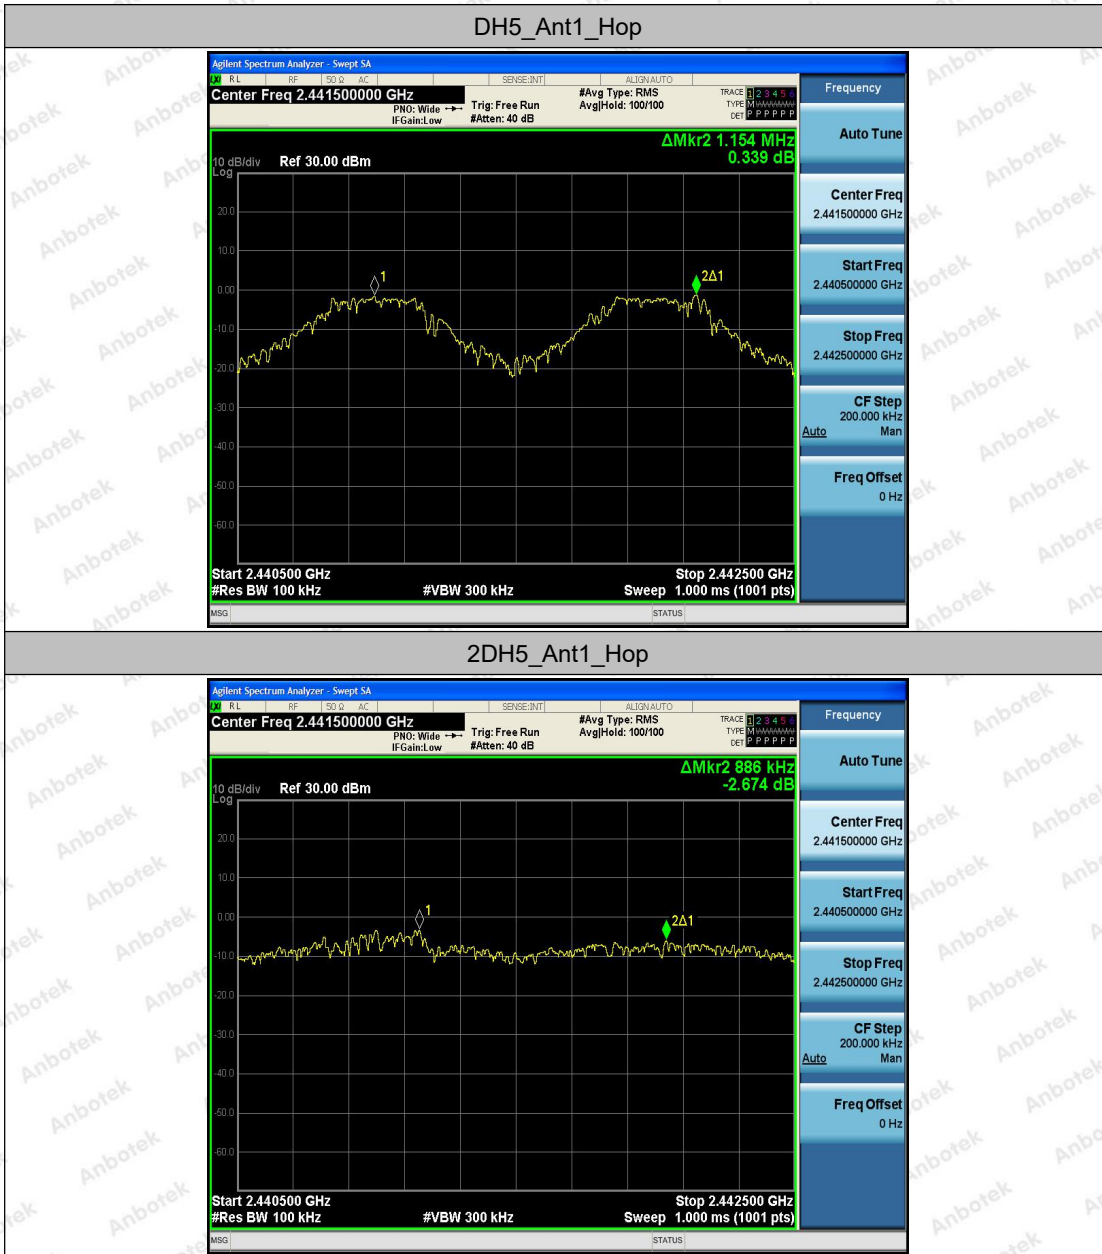 DH5_Ant1_Hop
Agilent Spectrum Analyzer - Swept SA
RL RF 50 Ω AC SENSE:INT ALIGNAUTO
Center Freq 2.441500000 GHz
PNO: Wide
IFGain:Low
Trig: Free Run
#Atten: 40 dB
#Avg Type: RMS
Avg|Hold: 100/100
TRACE 1 2 3 4 5 6
TYPE M
DET P P P P P P
Frequency
ΔMkr2 1.154 MHz
0.339 dB
10 dB/div Ref 30.00 dBm
Log
20.0
10.0
0.00
-10.0
-20.0
-30.0
-40.0
-50.0
-60.0
1
2Δ1
Auto Tune
Center Freq
2.441500000 GHz
Start Freq
2.440500000 GHz
Stop Freq
2.442500000 GHz
CF Step
200.000 kHz
Auto Man
Freq Offset
0 Hz
Start 2.440500 GHz Stop 2.442500 GHz
#Res BW 100 kHz #VBW 300 kHz Sweep 1.000 ms (1001 pts)
MSG STATUS
2DH5_Ant1_Hop
Agilent Spectrum Analyzer - Swept SA
RL RF 50 Ω AC SENSE:INT ALIGNAUTO
Center Freq 2.441500000 GHz
PNO: Wide
IFGain:Low
Trig: Free Run
#Atten: 40 dB
#Avg Type: RMS
Avg|Hold: 100/100
TRACE 1 2 3 4 5 6
TYPE M
DET P P P P P P
Frequency
ΔMkr2 886 kHz
-2.674 dB
10 dB/div Ref 30.00 dBm
Log
20.0
10.0
0.00
-10.0
-20.0
-30.0
-40.0
-50.0
-60.0
1
2Δ1
Auto Tune
Center Freq
2.441500000 GHz
Start Freq
2.440500000 GHz
Stop Freq
2.442500000 GHz
CF Step
200.000 kHz
Auto Man
Freq Offset
0 Hz
Start 2.440500 GHz Stop 2.442500 GHz
#Res BW 100 kHz #VBW 300 kHz Sweep 1.000 ms (1001 pts)
MSG STATUS
Anbotek